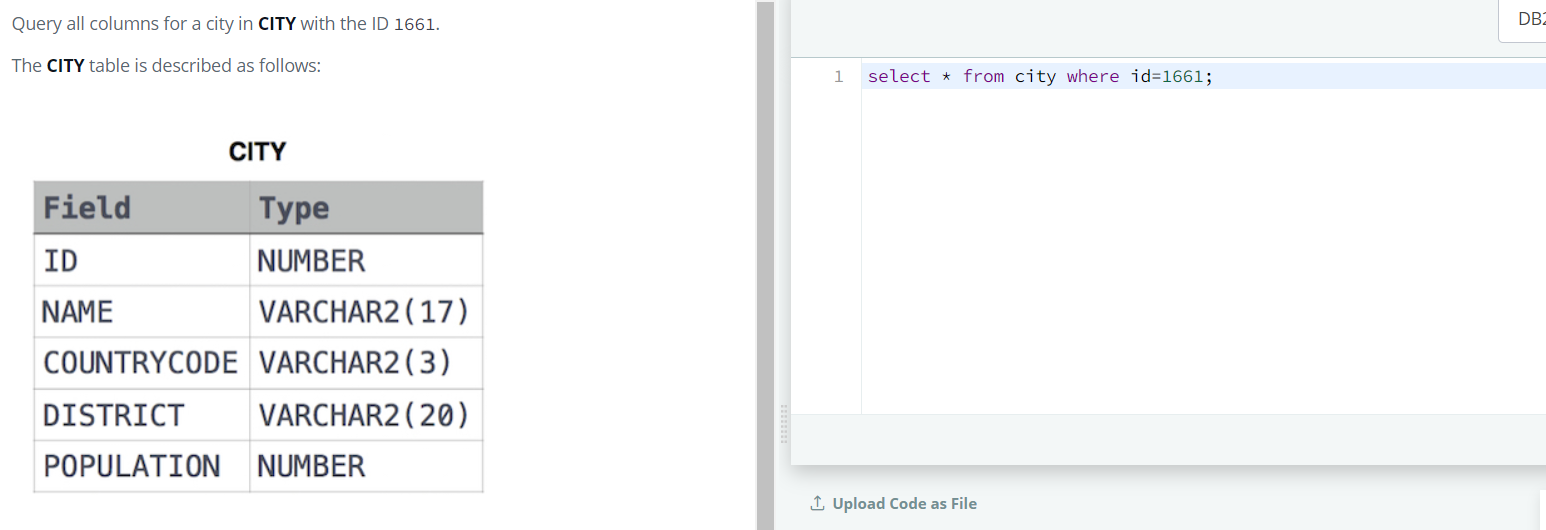 Query all columns for a city in CITY with the ID 1661.
The CITY table is described as follows:
CITY
Field Type
ID NUMBER
NAME VARCHAR2(17)
COUNTRYCODE VARCHAR2(3)
DISTRICT VARCHAR2(20)
POPULATION NUMBER
DB2
1 select * from city where id=1661;
Upload Code as File